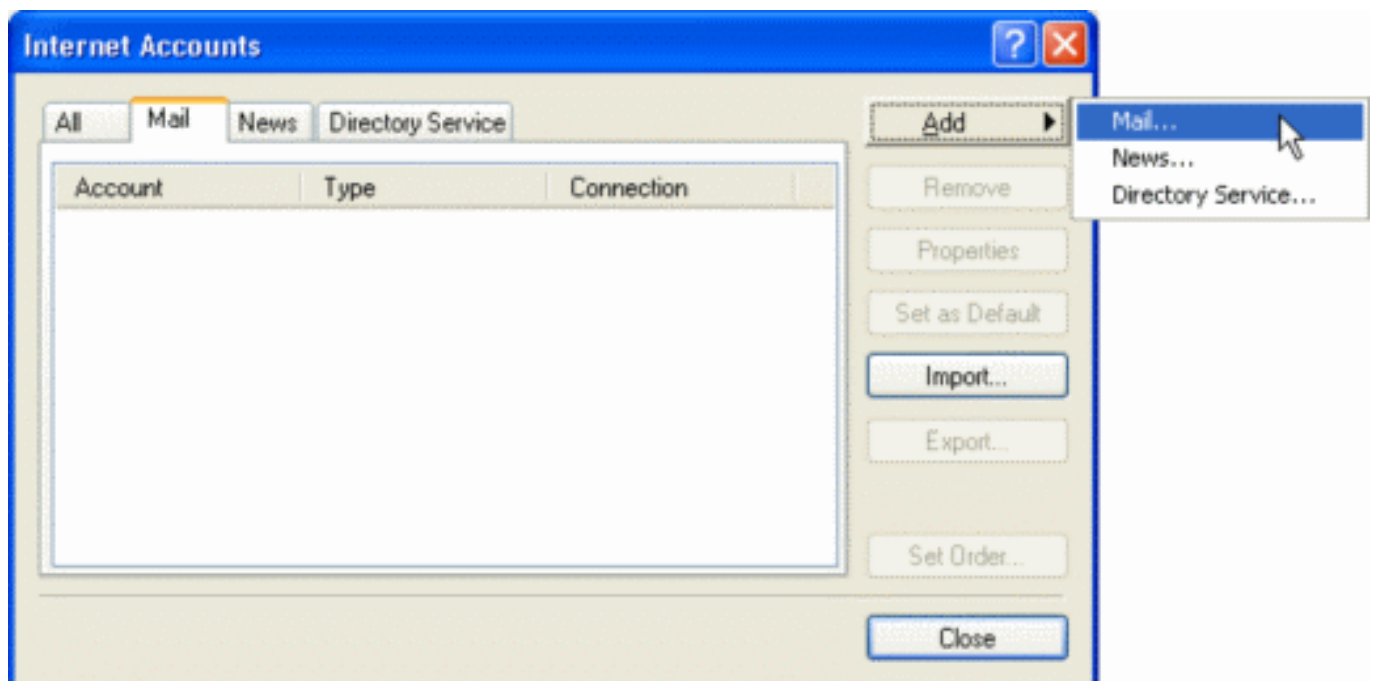 Internet Accounts
All Mail News Directory Service
Account Type Connection
Add
Remove
Properties
Set as Default
Import...
Export...
Set Order...
Close
Mail...
News...
Directory Service...